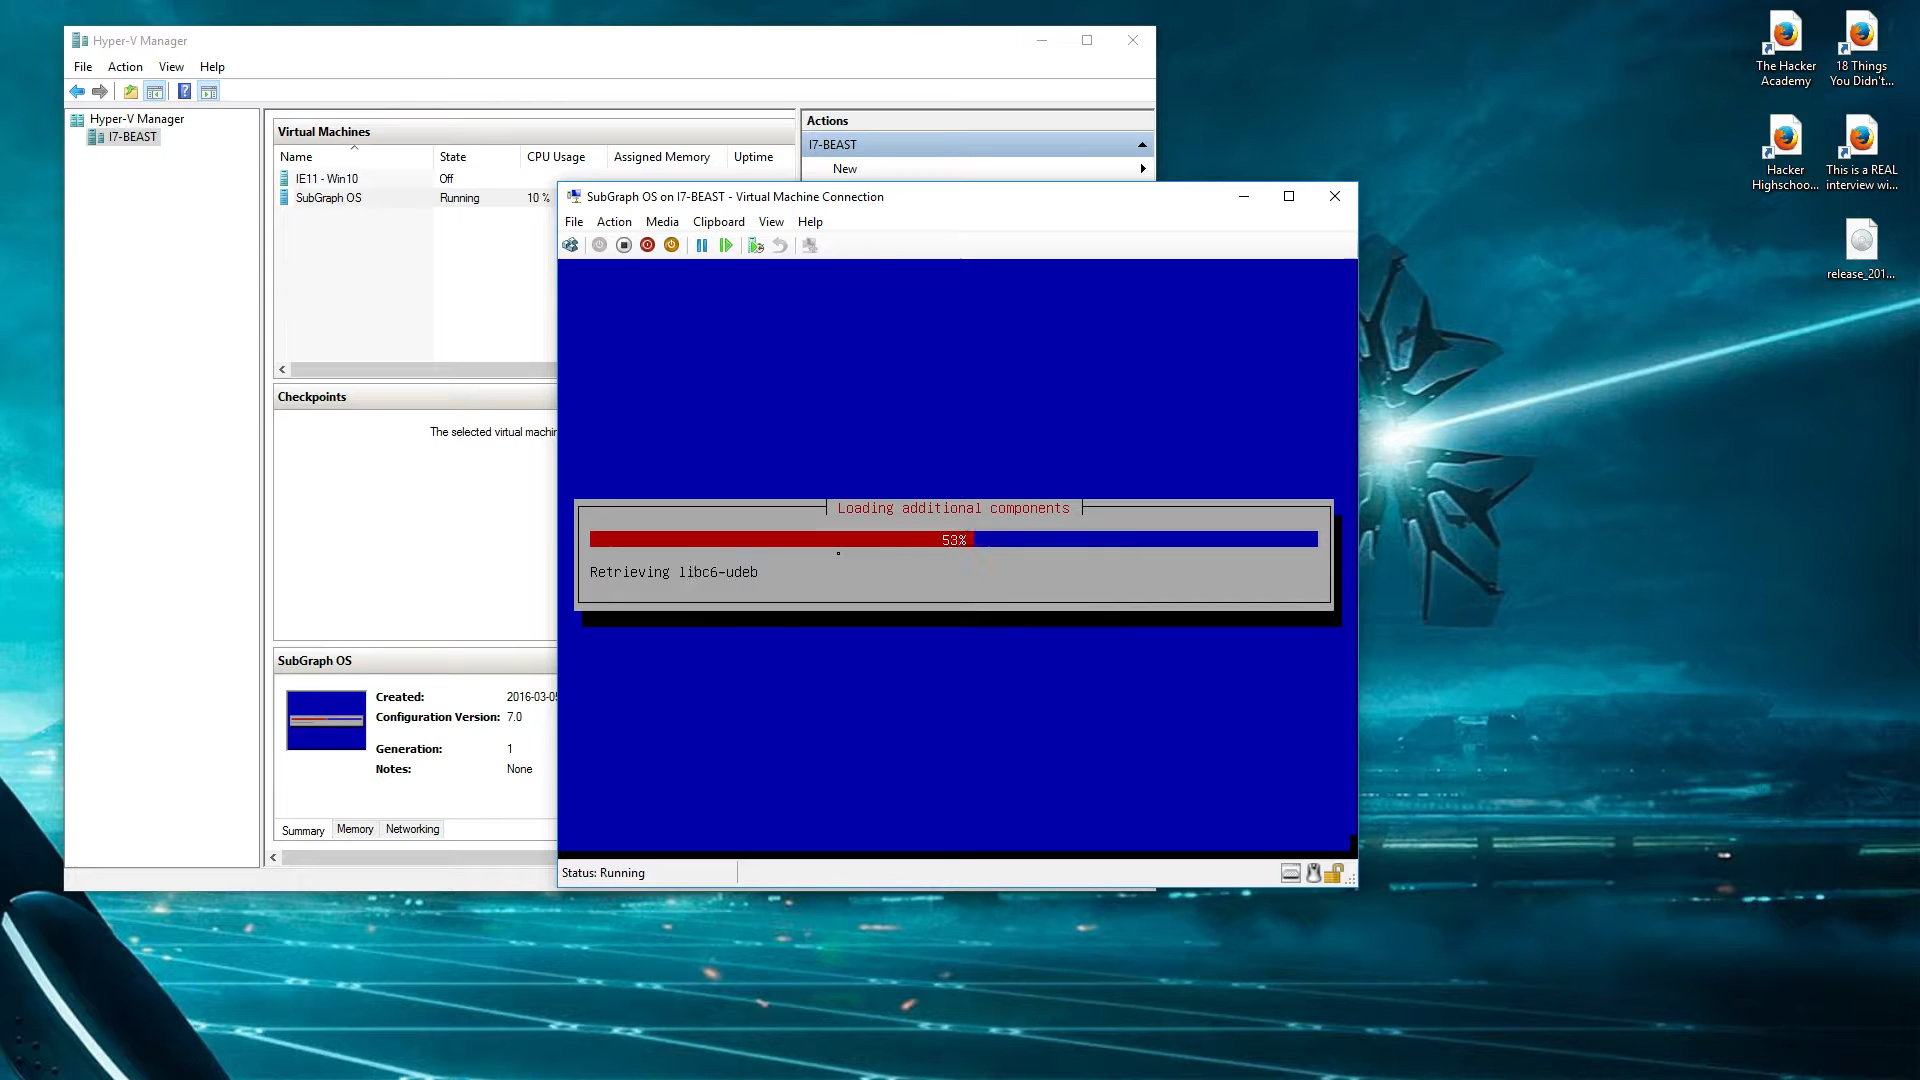 Hyper-V Manager
File Action View Help
Hyper-V Manager
I7-BEAST
Virtual Machines
Name State CPU Usage Assigned Memory Uptime
IE11 - Win10 Off
SubGraph OS Running 10 %
Checkpoints
The selected virtual machin
SubGraph OS
Created: 2016-03-05
Configuration Version: 7.0
Generation: 1
Notes: None
Summary Memory Networking
Actions
I7-BEAST
New
SubGraph OS on I7-BEAST - Virtual Machine Connection
File Action Media Clipboard View Help
Loading additional components
53%
Retrieving libc6-udeb
Status: Running
The Hacker
Academy
18 Things
You Didn't...
Hacker
Highschoo...
This is a REAL
interview wi...
release_201...